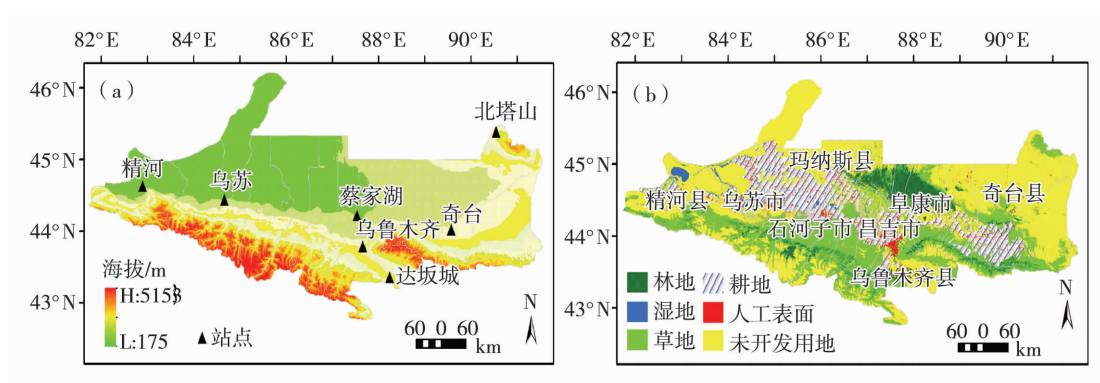 82°E 84°E 86°E 88°E 90°E
46°N
45°N
44°N
43°N
(a)
北塔山
精河
乌苏
蔡家湖
奇台
乌鲁木齐
达坂城
海拔/m
H:515
L:175
站点
N
60 0 60
km
82°E 84°E 86°E 88°E 90°E
46°N
45°N
44°N
43°N
(b)
玛纳斯县
精河县
乌苏市
阜康市
奇台县
石河子市
昌吉市
乌鲁木齐县
林地 耕地
湿地 人工表面
草地 未开发用地
N
60 0 60
km